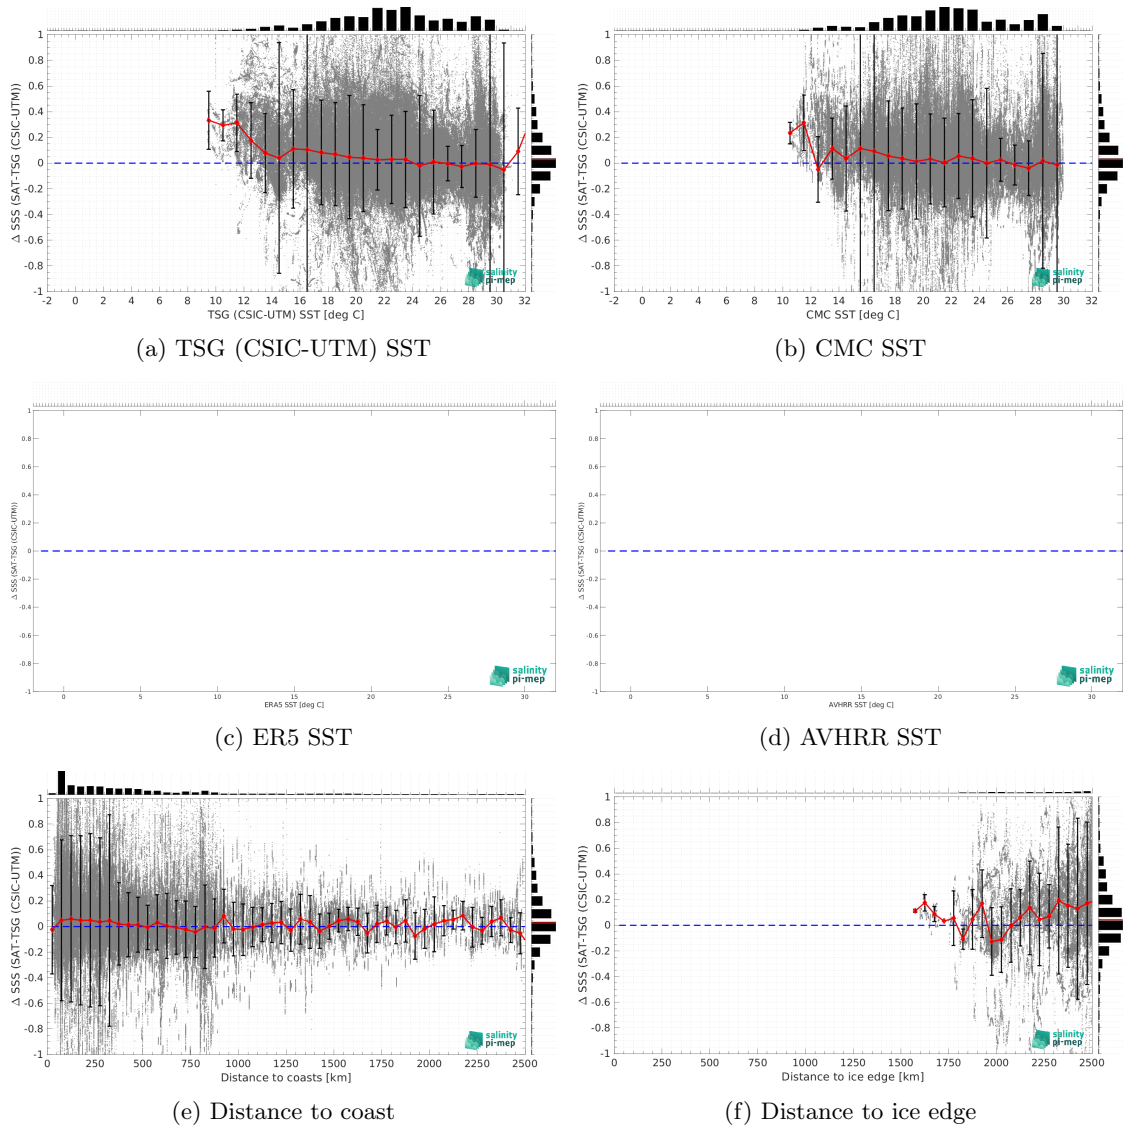 Δ SSS (SAT-TSG (CSIC-UTM))
1
0.8
0.6
0.4
0.2
0
-0.2
-0.4
-0.6
-0.8
-1
-2 0 2 4 6 8 10 12 14 16 18 20 22 24 26 28 30 32
TSG (CSIC-UTM) SST [deg C]
salinity
pi-mep
(a) TSG (CSIC-UTM) SST
Δ SSS (SAT-TSG (CSIC-UTM))
1
0.8
0.6
0.4
0.2
0
-0.2
-0.4
-0.6
-0.8
-1
-2 0 2 4 6 8 10 12 14 16 18 20 22 24 26 28 30 32
CMC SST [deg C]
salinity
pi-mep
(b) CMC SST
Δ SSS (SAT-TSG (CSIC-UTM))
1
0.8
0.6
0.4
0.2
0
-0.2
-0.4
-0.6
-0.8
-1
0 5 10 15 20 25 30
ERA5 SST [deg C]
salinity
pi-mep
(c) ER5 SST
Δ SSS (SAT-TSG (CSIC-UTM))
1
0.8
0.6
0.4
0.2
0
-0.2
-0.4
-0.6
-0.8
-1
0 5 10 15 20 25 30
AVHRR SST [deg C]
salinity
pi-mep
(d) AVHRR SST
Δ SSS (SAT-TSG (CSIC-UTM))
1
0.8
0.6
0.4
0.2
0
-0.2
-0.4
-0.6
-0.8
-1
0 250 500 750 1000 1250 1500 1750 2000 2250 2500
Distance to coasts [km]
salinity
pi-mep
(e) Distance to coast
Δ SSS (SAT-TSG (CSIC-UTM))
1
0.8
0.6
0.4
0.2
0
-0.2
-0.4
-0.6
-0.8
-1
0 250 500 750 1000 1250 1500 1750 2000 2250 2500
Distance to ice edge [km]
salinity
pi-mep
(f) Distance to ice edge